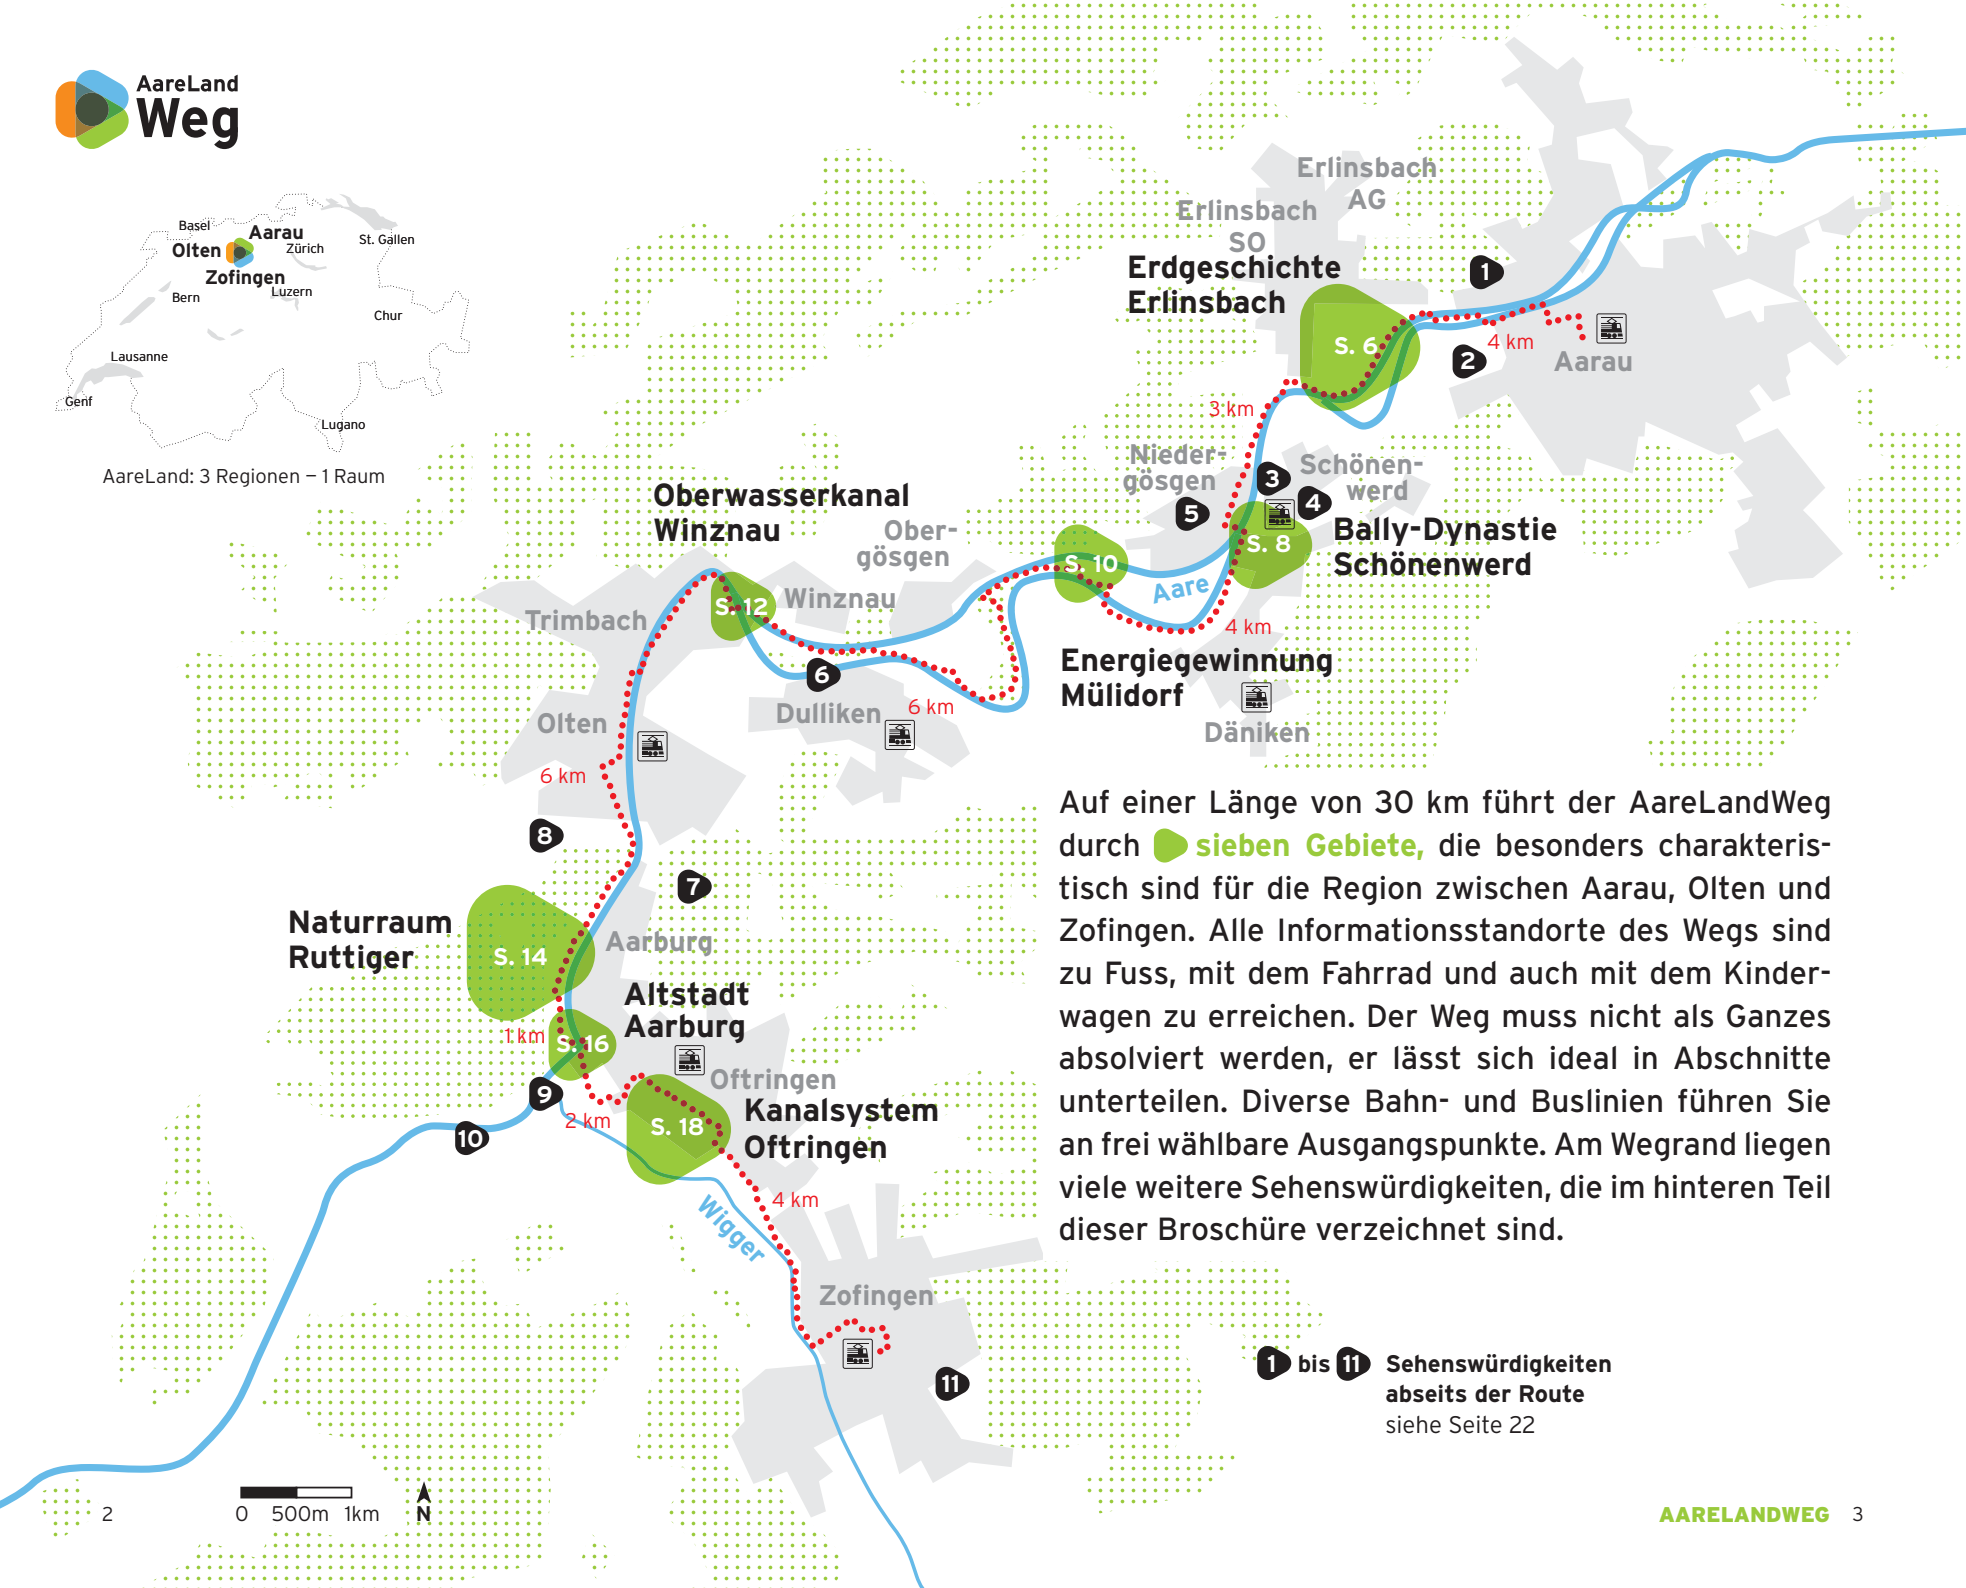 AareLand
Weg
Basel
Aarau
Olten
Zürich
St. Gallen
Zofingen
Bern
Luzern
Chur
Lausanne
Genf
Lugano
AareLand: 3 Regionen – 1 Raum
Erlinsbach
AG
Erlinsbach
SO
Erdgeschichte
Erlinsbach
1
S. 6
2
4 km
Aarau
3 km
Nieder-
gösgen
Schönen-
werd
3
4
5
S. 8
Bally-Dynastie
Schönenwerd
Oberwasserkanal
Winznau
Ober-
gösgen
S. 10
Aare
4 km
S. 12
Winznau
Trimbach
Energiegewinnung
Mülidorf
6
Dulliken
6 km
Däniken
Olten
6 km
8
7
Naturraum
Ruttiger
S. 14
Aarburg
Altstadt
Aarburg
1 km
S. 16
Oftringen
9
2 km
10
S. 18
Kanalsystem
Oftringen
4 km
Wigger
Zofingen
11
Auf einer Länge von 30 km führt der AareLandWeg
durch sieben Gebiete, die besonders charakteris-
tisch sind für die Region zwischen Aarau, Olten und
Zofingen. Alle Informationsstandorte des Wegs sind
zu Fuss, mit dem Fahrrad und auch mit dem Kinder-
wagen zu erreichen. Der Weg muss nicht als Ganzes
absolviert werden, er lässt sich ideal in Abschnitte
unterteilen. Diverse Bahn- und Buslinien führen Sie
an frei wählbare Ausgangspunkte. Am Wegrand liegen
viele weitere Sehenswürdigkeiten, die im hinteren Teil
dieser Broschüre verzeichnet sind.
1 bis 11 Sehenswürdigkeiten
abseits der Route
siehe Seite 22
2
0 500m 1km
N
AARELANDWEG 3